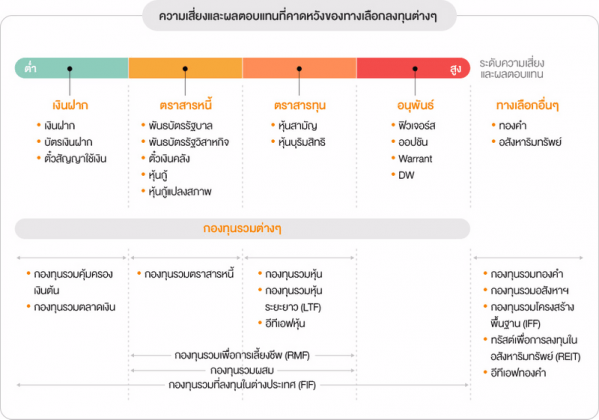 ความเสี่ยงและผลตอบแทนที่คาดหวังของทางเลือกลงทุนต่างๆ
ต่ำ
สูง
ระดับความเสี่ยง
และผลตอบแทน
เงินฝาก
เงินฝาก
บัตรเงินฝาก
ตั๋วสัญญาใช้เงิน
ตราสารหนี้
พันธบัตรรัฐบาล
พันธบัตรรัฐวิสาหกิจ
ตั๋วเงินคลัง
หุ้นกู้
หุ้นกู้แปลงสภาพ
ตราสารทุน
หุ้นสามัญ
หุ้นบุริมสิทธิ
อนุพันธ์
ฟิวเจอร์ส
ออปชัน
Warrant
DW
ทางเลือกอื่นๆ
ทองคำ
อสังหาริมทรัพย์
กองทุนรวมต่างๆ
กองทุนรวมคุ้มครอง
เงินต้น
กองทุนรวมตลาดเงิน
กองทุนรวมตราสารหนี้
กองทุนรวมหุ้น
กองทุนรวมหุ้น
ระยะยาว (LTF)
อีทีเอฟหุ้น
กองทุนรวมทองคำ
กองทุนรวมอสังหาฯ
กองทุนรวมโครงสร้าง
พื้นฐาน (IFF)
ทรัสต์เพื่อการลงทุนใน
อสังหาริมทรัพย์ (REIT)
อีทีเอฟทองคำ
กองทุนรวมเพื่อการเลี้ยงชีพ (RMF)
กองทุนรวมผสม
กองทุนรวมที่ลงทุนในต่างประเทศ (FIF)